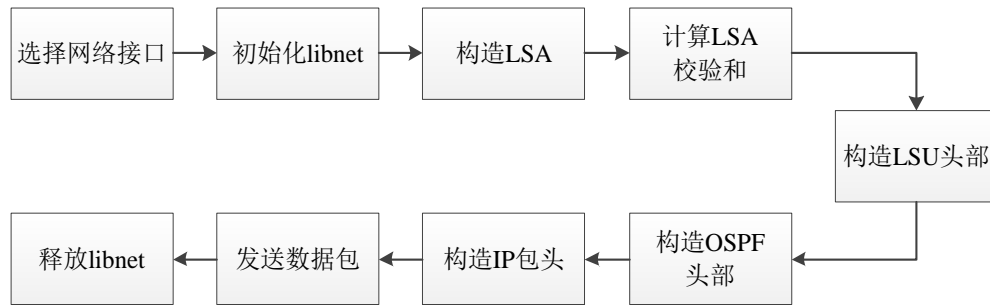 选择网络接口
初始化libnet
构造LSA
计算LSA
校验和
构造LSU头部
构造OSPF
头部
构造IP包头
发送数据包
释放libnet